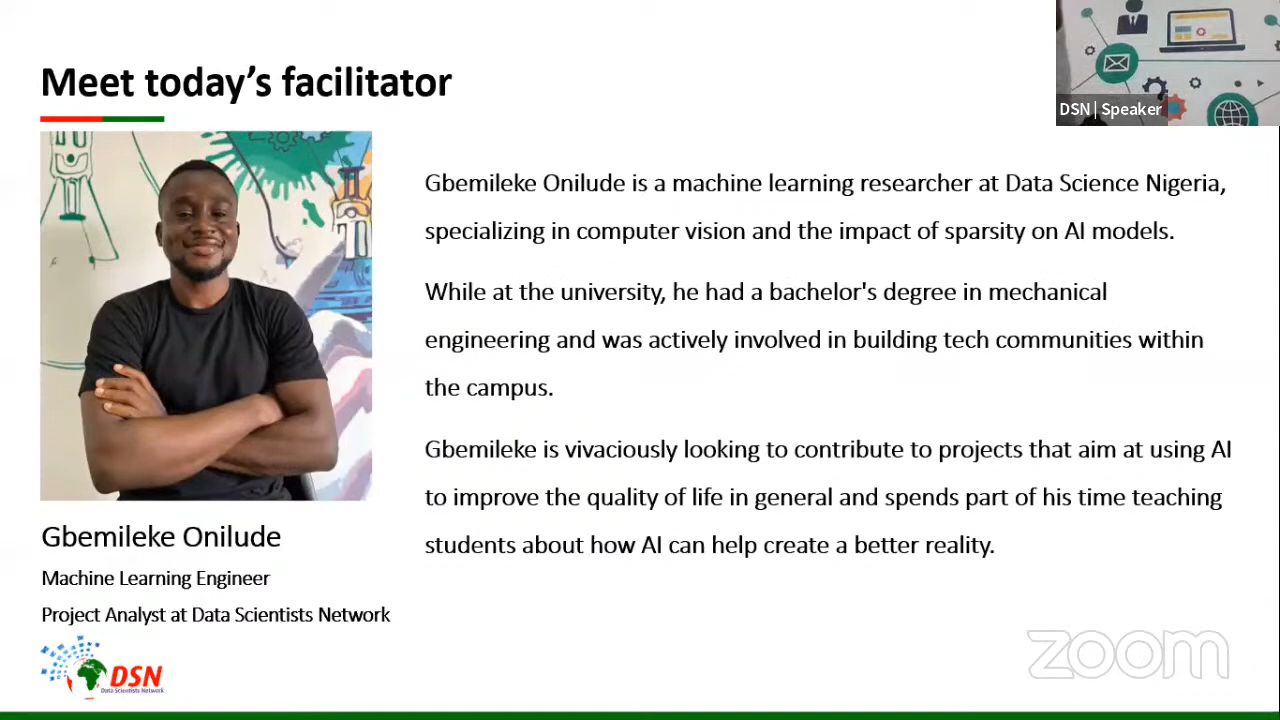 DSN | Speaker
Meet today’s facilitator
Gbemileke Onilude is a machine learning researcher at Data Science Nigeria,
specializing in computer vision and the impact of sparsity on AI models.
While at the university, he had a bachelor's degree in mechanical
engineering and was actively involved in building tech communities within
the campus.
Gbemileke is vivaciously looking to contribute to projects that aim at using AI
to improve the quality of life in general and spends part of his time teaching
students about how AI can help create a better reality.
Gbemileke Onilude
Machine Learning Engineer
Project Analyst at Data Scientists Network
DSN
Data Scientists Network
zoom